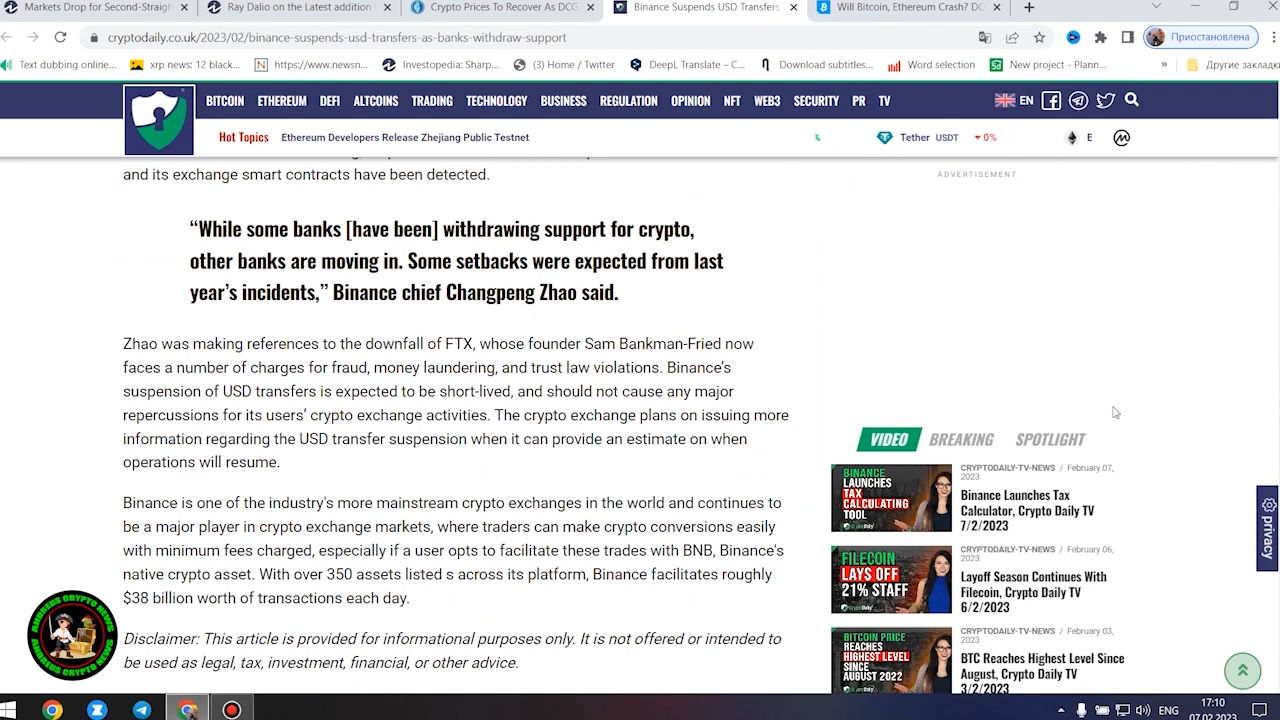 Markets Drop for Second-Straigh
Ray Dalio on the Latest addition
Crypto Prices To Recover As DCG
Binance Suspends USD Transfers
Will Bitcoin, Ethereum Crash? DC
cryptodaily.co.uk/2023/02/binance-suspends-usd-transfers-as-banks-withdraw-support
Приостановлена
Text dubbing online...
xrp news: 12 black...
https://www.newsn...
Investopedia: Sharp...
(3) Home / Twitter
DeepL Translate – С...
Download subtitles...
Word selection
New project - Plann...
»
Другие закладки
BITCOIN ETHEREUM DEFI ALTCOINS TRADING TECHNOLOGY BUSINESS REGULATION OPINION NFT WEB3 SECURITY PR TV
EN
Hot Topics Ethereum Developers Release Zhejiang Public Testnet
Tether USDT ▾ 0%
E
and its exchange smart contracts have been detected.
ADVERTISEMENT
“While some banks [have been] withdrawing support for crypto,
other banks are moving in. Some setbacks were expected from last
year’s incidents,” Binance chief Changpeng Zhao said.
Zhao was making references to the downfall of FTX, whose founder Sam Bankman-Fried now
faces a number of charges for fraud, money laundering, and trust law violations. Binance’s
suspension of USD transfers is expected to be short-lived, and should not cause any major
repercussions for its users’ crypto exchange activities. The crypto exchange plans on issuing more
information regarding the USD transfer suspension when it can provide an estimate on when
operations will resume.
Binance is one of the industry's more mainstream crypto exchanges in the world and continues to
be a major player in crypto exchange markets, where traders can make crypto conversions easily
with minimum fees charged, especially if a user opts to facilitate these trades with BNB, Binance's
native crypto asset. With over 350 assets listed s across its platform, Binance facilitates roughly
$38 billion worth of transactions each day.
Disclaimer: This article is provided for informational purposes only. It is not offered or intended to
be used as legal, tax, investment, financial, or other advice.
VIDEO BREAKING SPOTLIGHT
BINANCE
LAUNCHES
TAX
CALCULATING
TOOL
CRYPTODAILY-TV-NEWS / February 07,
2023
Binance Launches Tax
Calculator, Crypto Daily TV
7/2/2023
FILECOIN
LAYS OFF
21% STAFF
CRYPTODAILY-TV-NEWS / February 06,
2023
Layoff Season Continues With
Filecoin, Crypto Daily TV
6/2/2023
BITCOIN PRICE
REACHES
HIGHEST LEVEL
SINCE
AUGUST 2022
CRYPTODAILY-TV-NEWS / February 03,
2023
BTC Reaches Highest Level Since
August, Crypto Daily TV
3/2/2023
privacy
ANDREUS CRYPTO NEWS
ANDREUS CRYPTO NEWS
ENG
17:10
07.02.2023